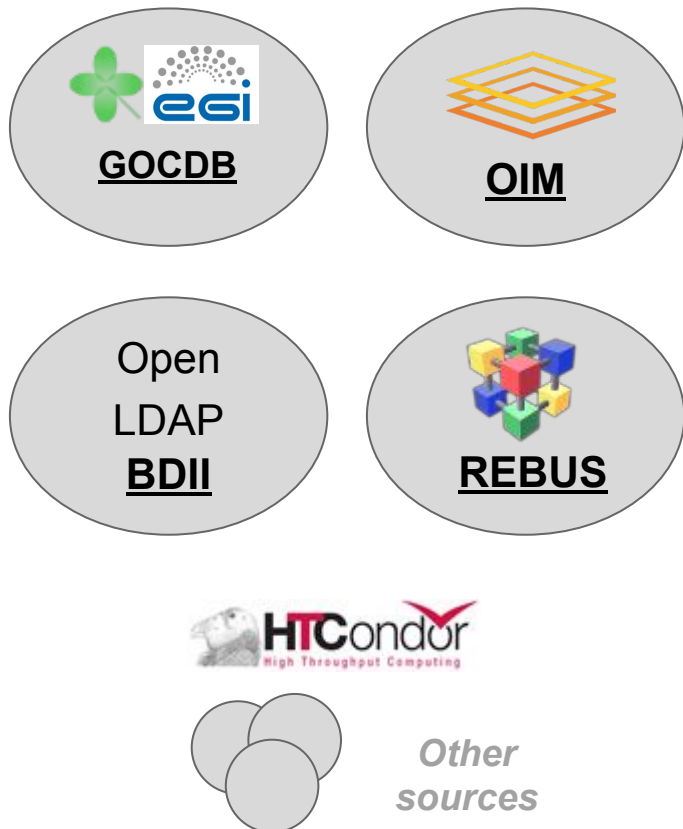 egi
GOCDB
OIM
Open
LDAP
BDII
REBUS
HTCondor
High Throughput Computing
Other
sources